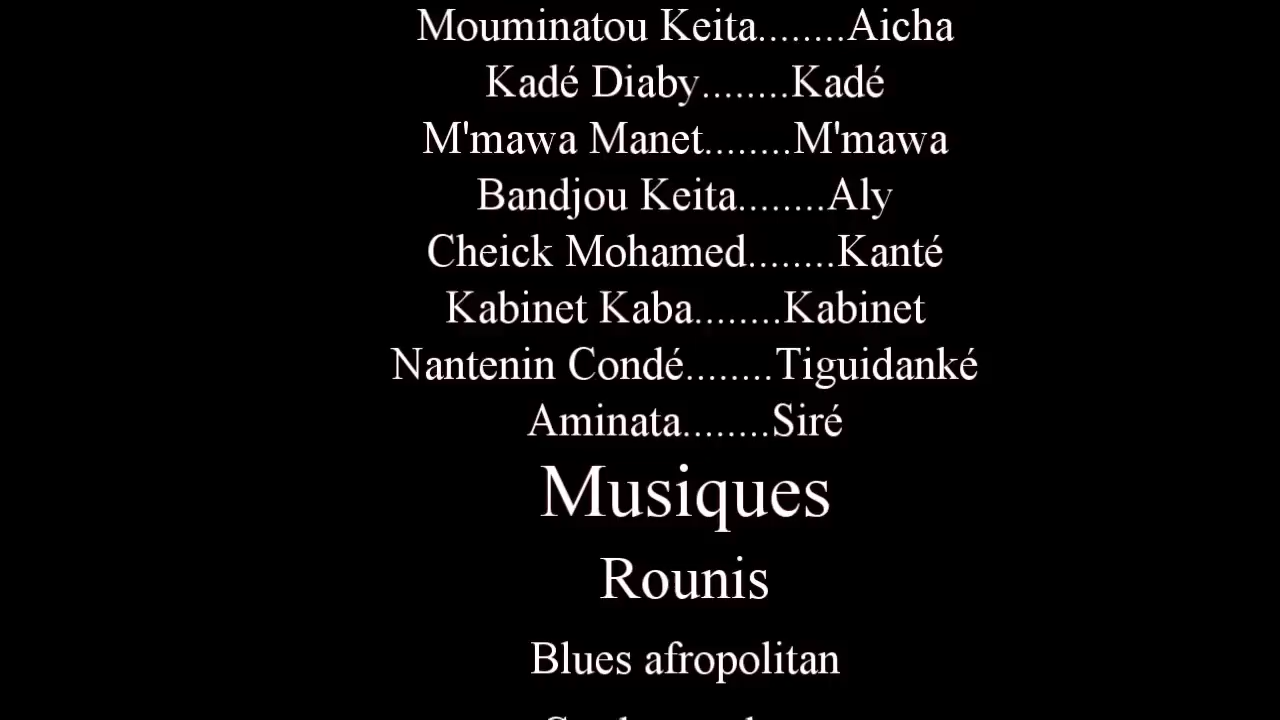 Mouminatou Keita........Aicha
Kadé Diaby........Kadé
M'mawa Manet........M'mawa
Bandjou Keita........Aly
Cheick Mohamed........Kanté
Kabinet Kaba........Kabinet
Nantenin Condé........Tiguidanké
Aminata........Siré
Musiques
Rounis
Blues afropolitan